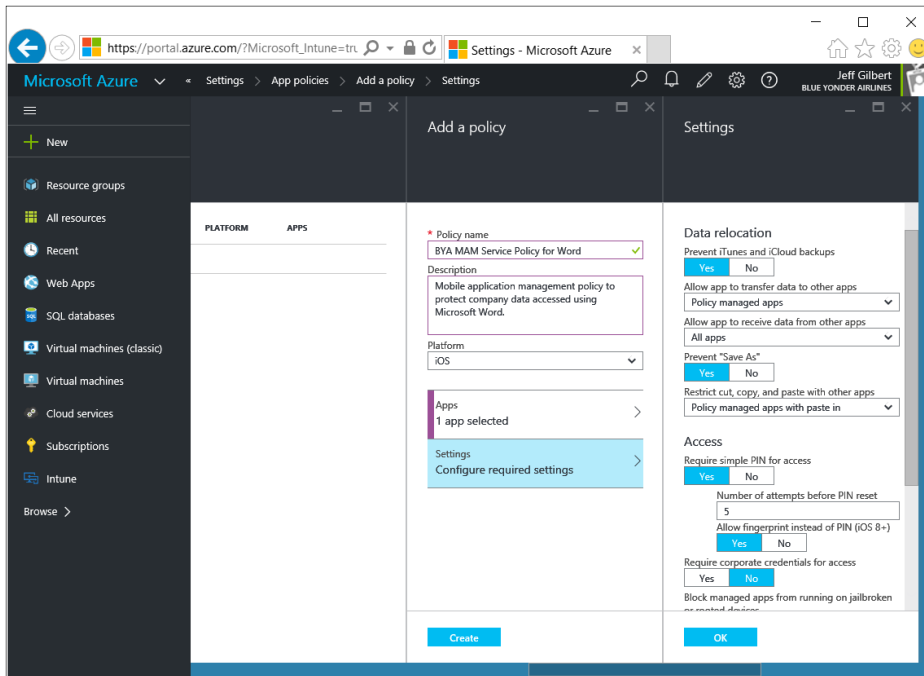 https://portal.azure.com/?Microsoft_Intune=tru
Settings - Microsoft Azure
Microsoft Azure
« Settings > App policies > Add a policy > Settings
Jeff Gilbert
BLUE YONDER AIRLINES
New
Resource groups
All resources
Recent
Web Apps
SQL databases
Virtual machines (classic)
Virtual machines
Cloud services
Subscriptions
Intune
Browse >
PLATFORM APPS
Add a policy
* Policy name
BYA MAM Service Policy for Word
Description
Mobile application management policy to
protect company data accessed using
Microsoft Word.
Platform
iOS
Apps
1 app selected
Settings
Configure required settings
Create
Settings
Data relocation
Prevent iTunes and iCloud backups
Yes No
Allow app to transfer data to other apps
Policy managed apps
Allow app to receive data from other apps
All apps
Prevent "Save As"
Yes No
Restrict cut, copy, and paste with other apps
Policy managed apps with paste in
Access
Require simple PIN for access
Yes No
Number of attempts before PIN reset
5
Allow fingerprint instead of PIN (iOS 8+)
Yes No
Require corporate credentials for access
Yes No
Block managed apps from running on jailbroken
or rooted devices
OK